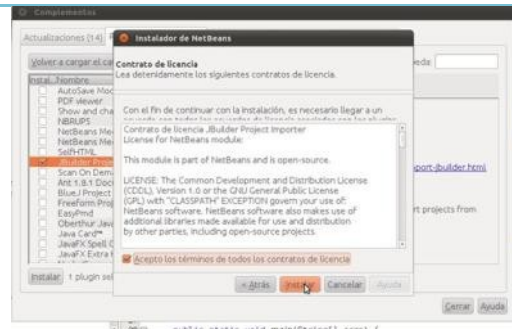 Complementos
Actualizaciones (14)
Instalador de NetBeans
Volver a cargar el ca
Contrato de licencia
Lea detenidamente los siguientes contratos de licencia.
Instal. Nombre
AutoSave Mod
PDF viewer
Show and cha
NBRUPS
NetBeans Me
NetBeans Me
SelfHTML
JBuilder Proje
Scan On Dem
Ant 1.8.1 Doc
BlueJ Project
Freeform Proj
EasyPmd
Oberthur Java
Java Card™
JavaFX Spell C
JavaFX Extra
Con el fin de continuar con la instalación, es necesario llegar a un
Contrato de licencia JBuilder Project Importer
License for NetBeans module:
This module is part of NetBeans and is open-source.
LICENSE: The Common Development and Distribution License
(CDDL), Version 1.0 or the GNU General Public License
(GPL) with "CLASSPATH" EXCEPTION govern your use of
NetBeans software. NetBeans software also makes use of
additional libraries made available for use and distribution
by other parties, including open-source projects.
port-jbuilder.html
rt projects from
Acepto los términos de todos los contratos de licencia
Instalar 1 plugin sel
< Atrás Instalar Cancelar Ayuda
Cerrar Ayuda